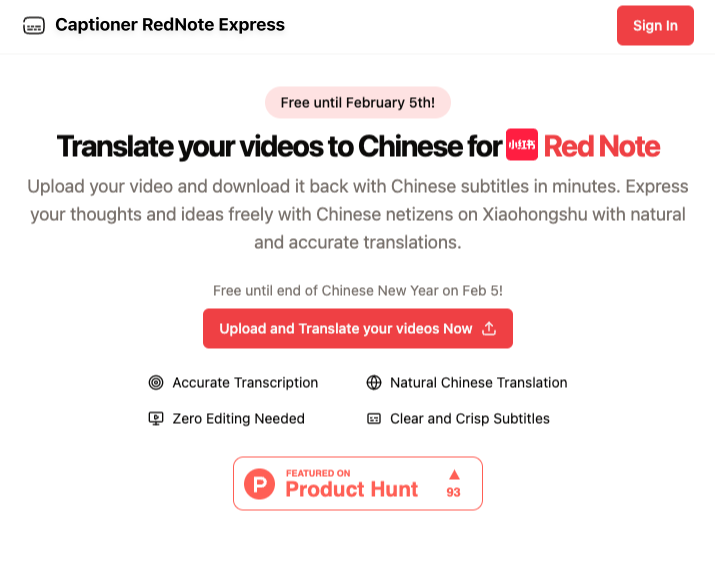 Captioner RedNote Express
Sign In
Free until February 5th!
Translate your videos to Chinese for 小红书 Red Note
Upload your video and download it back with Chinese subtitles in minutes. Express
your thoughts and ideas freely with Chinese netizens on Xiaohongshu with natural
and accurate translations.
Free until end of Chinese New Year on Feb 5!
Upload and Translate your videos Now
Accurate Transcription
Natural Chinese Translation
Zero Editing Needed
Clear and Crisp Subtitles
P
FEATURED ON
Product Hunt
93